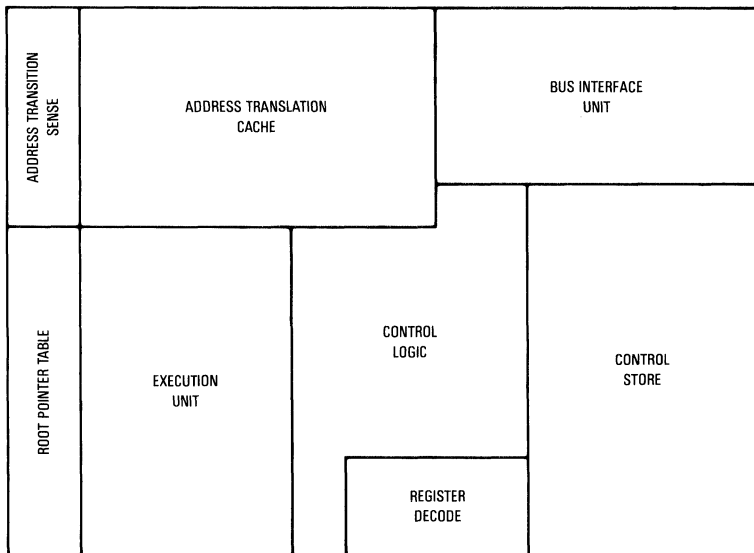 ADDRESS TRANSITION
SENSE
ADDRESS TRANSLATION
CACHE
BUS INTERFACE
UNIT
ROOT POINTER TABLE
EXECUTION
UNIT
CONTROL
LOGIC
CONTROL
STORE
REGISTER
DECODE